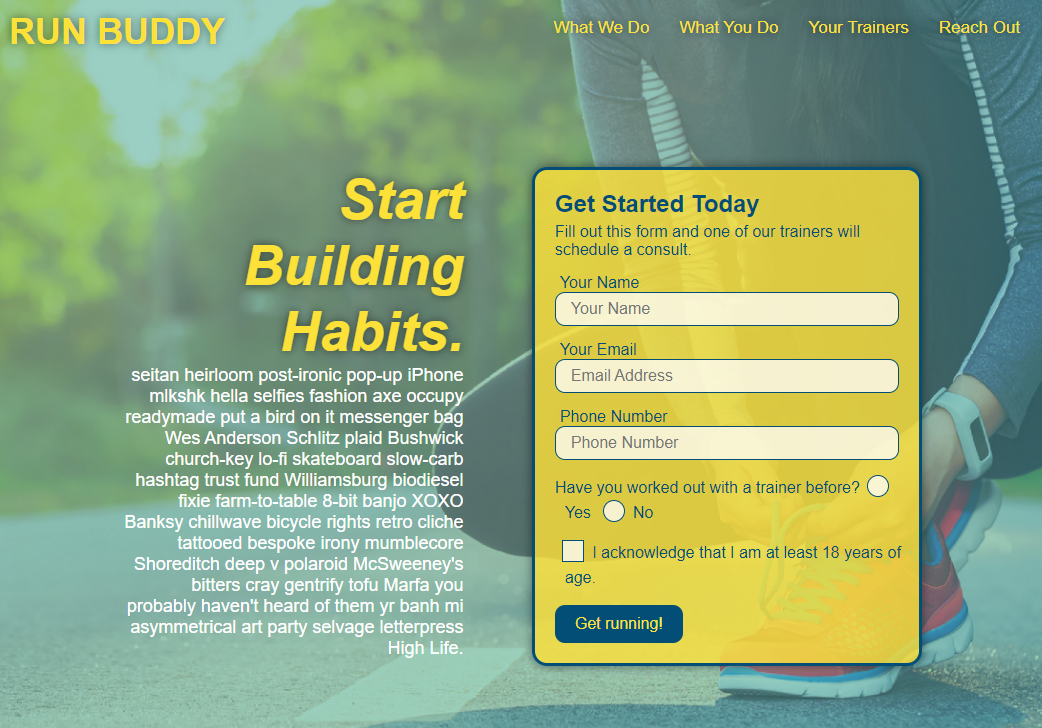 RUN BUDDY
What We Do
What You Do
Your Trainers
Reach Out
Start
Building
Habits.
seitan heirloom post-ironic pop-up iPhone
mlkshk hella selfies fashion axe occupy
readymade put a bird on it messenger bag
Wes Anderson Schlitz plaid Bushwick
church-key lo-fi skateboard slow-carb
hashtag trust fund Williamsburg biodiesel
fixie farm-to-table 8-bit banjo XOXO
Banksy chillwave bicycle rights retro cliche
tattooed bespoke irony mumblecore
Shoreditch deep v polaroid McSweeney's
bitters cray gentrify tofu Marfa you
probably haven't heard of them yr banh mi
asymmetrical art party selvage letterpress
High Life.
Get Started Today
Fill out this form and one of our trainers will
schedule a consult.
Your Name
Your Name
Your Email
Email Address
Phone Number
Phone Number
Have you worked out with a trainer before?
Yes
No
I acknowledge that I am at least 18 years of
age.
Get running!